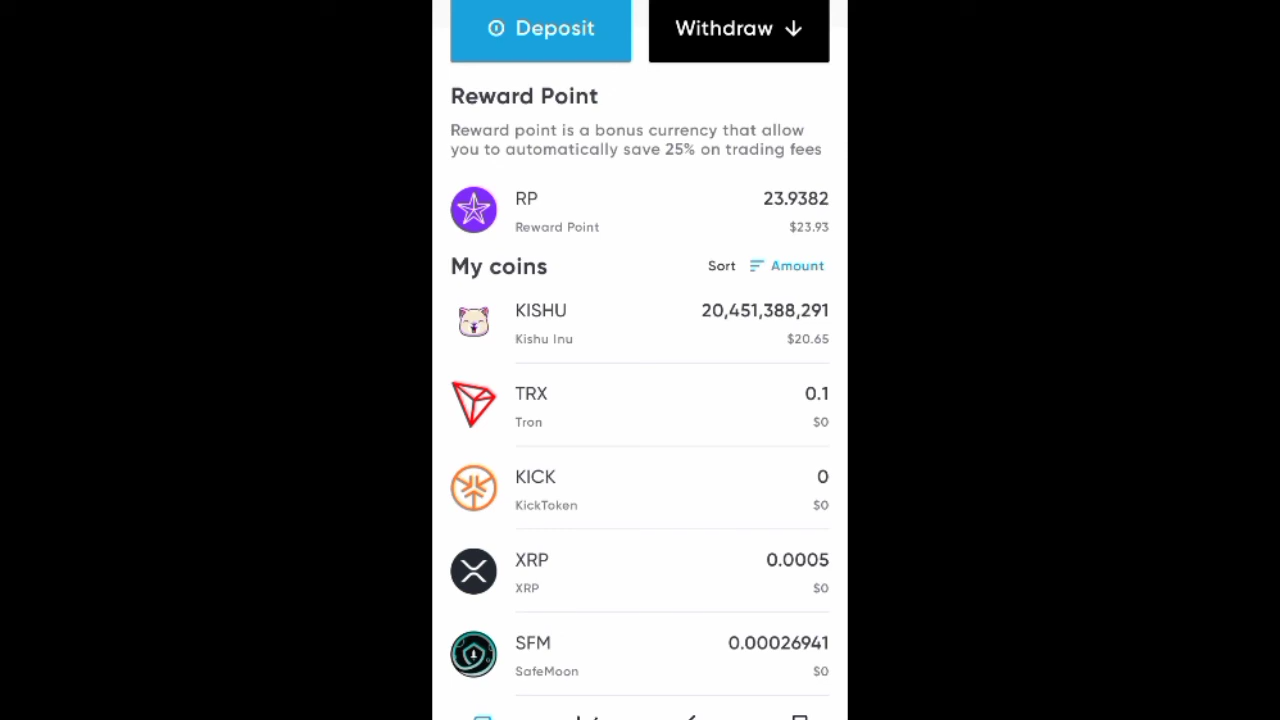 Deposit
Withdraw
Reward Point
Reward point is a bonus currency that allow
you to automatically save 25% on trading fees
RP 23.9382
Reward Point $23.93
My coins Sort Amount
KISHU 20,451,388,291
Kishu Inu $20.65
TRX 0.1
Tron $0
KICK 0
KickToken $0
XRP 0.0005
XRP $0
SFM 0.00026941
SafeMoon $0